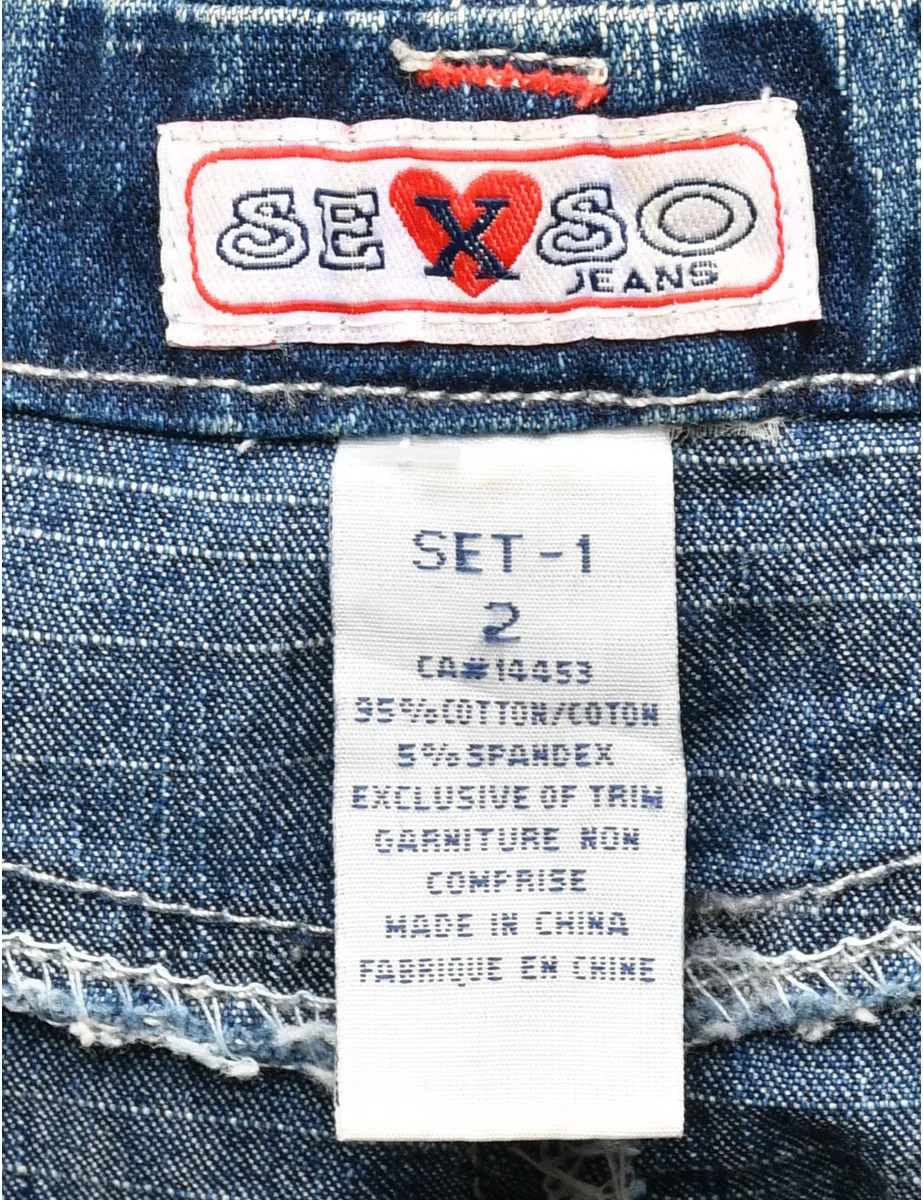 SEXSO
JEANS
SET-1
2
CA#14453
95%COTTON/COTON
5%SPANDEX
EXCLUSIVE OF TRIM
GARNITURE NON
COMPRISE
MADE IN CHINA
FABRIQUE EN CHINE